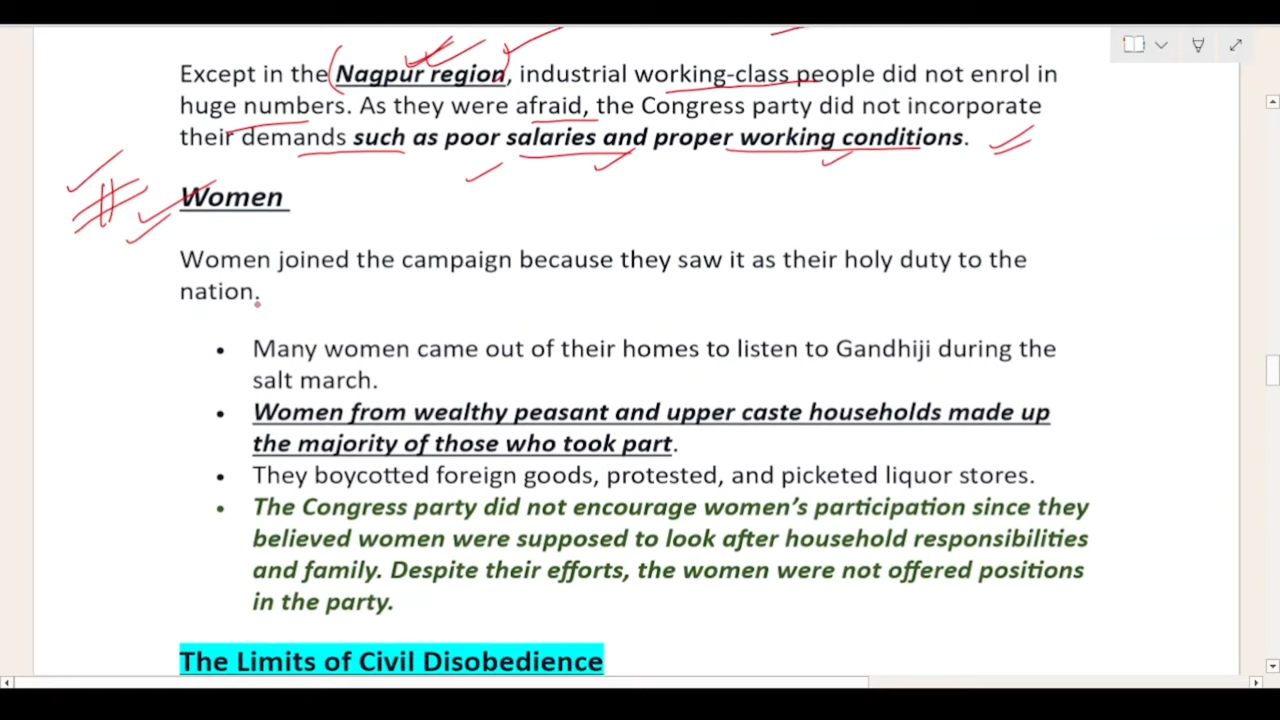 Except in the Nagpur region, industrial working-class people did not enrol in
huge numbers. As they were afraid, the Congress party did not incorporate
their demands such as poor salaries and proper working conditions.
Women
Women joined the campaign because they saw it as their holy duty to the
nation.
• Many women came out of their homes to listen to Gandhiji during the
salt march.
• Women from wealthy peasant and upper caste households made up
the majority of those who took part.
• They boycotted foreign goods, protested, and picketed liquor stores.
• The Congress party did not encourage women’s participation since they
believed women were supposed to look after household responsibilities
and family. Despite their efforts, the women were not offered positions
in the party.
The Limits of Civil Disobedience